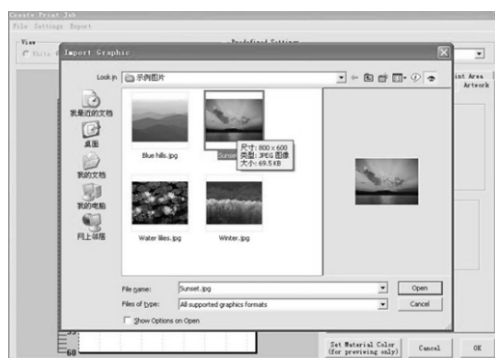 Create Print Job
File Settings Export
View
Predefined Settings
Import Graphic
Look in:
示例图片
我最近的文档
桌面
我的文档
我的电脑
网上邻居
Blue hills.jpg
Sunset
尺寸: 800 x 600
类型: JPEG 图像
大小: 69.5 KB
Water lilies.jpg
Winter.jpg
File name:
Sunset.jpg
Open
Files of type:
All supported graphics formats
Cancel
Show Options on Open
int Area
Artwork
60
Set Material Color
(for previewing only)
Cancel
OK